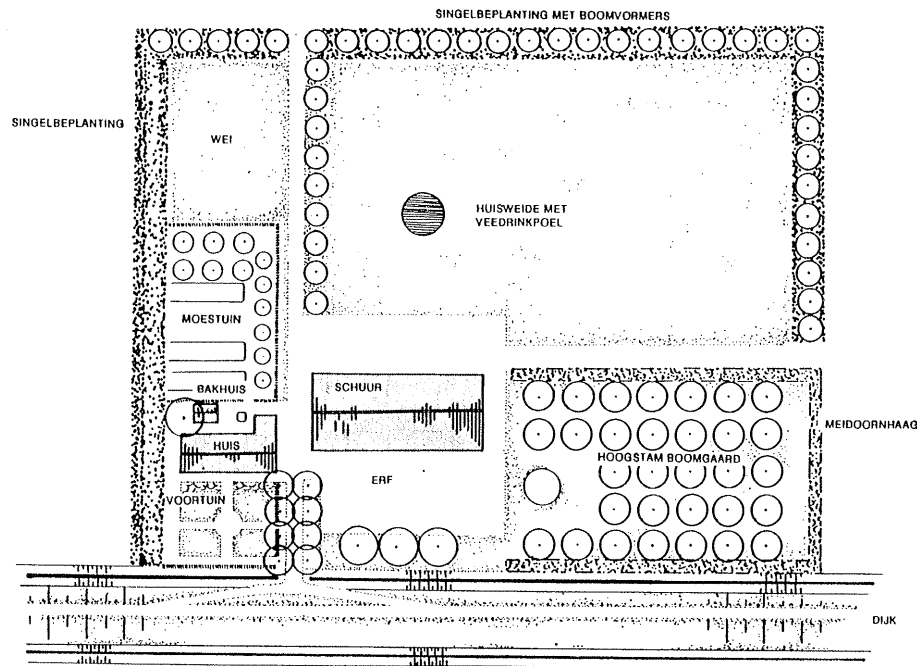 SINGELBEPLANTING MET BOOMVORMERS
SINGELBEPLANTING
WEI
HUISWEIDE MET
VEEDRINKPOEL
MOESTUIN
BAKHUIS
SCHUUR
MEIDOORNHAAG
HUIS
HOOGSTAM BOOMGAARD
ERF
VOORTUIN
DIJK